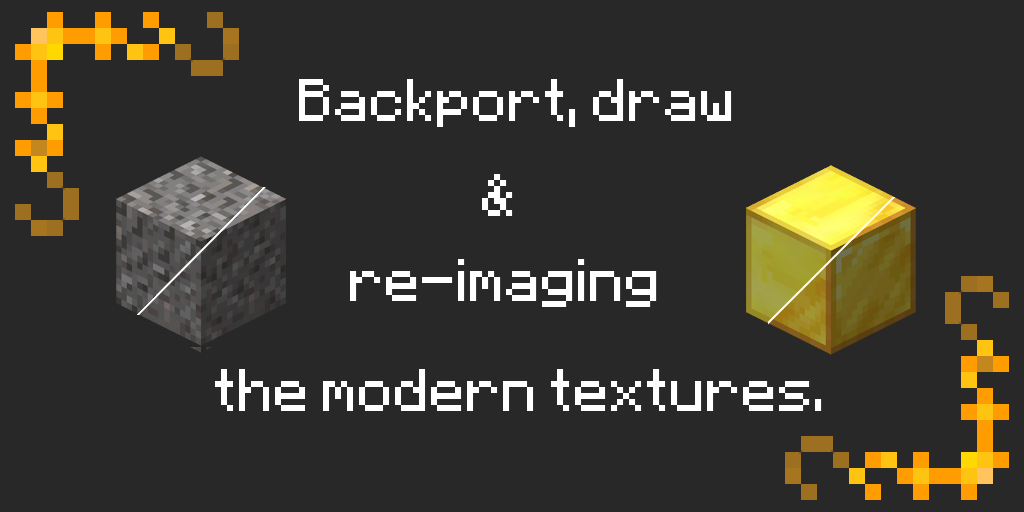 Backport, draw
&
re-imaging
the modern textures.